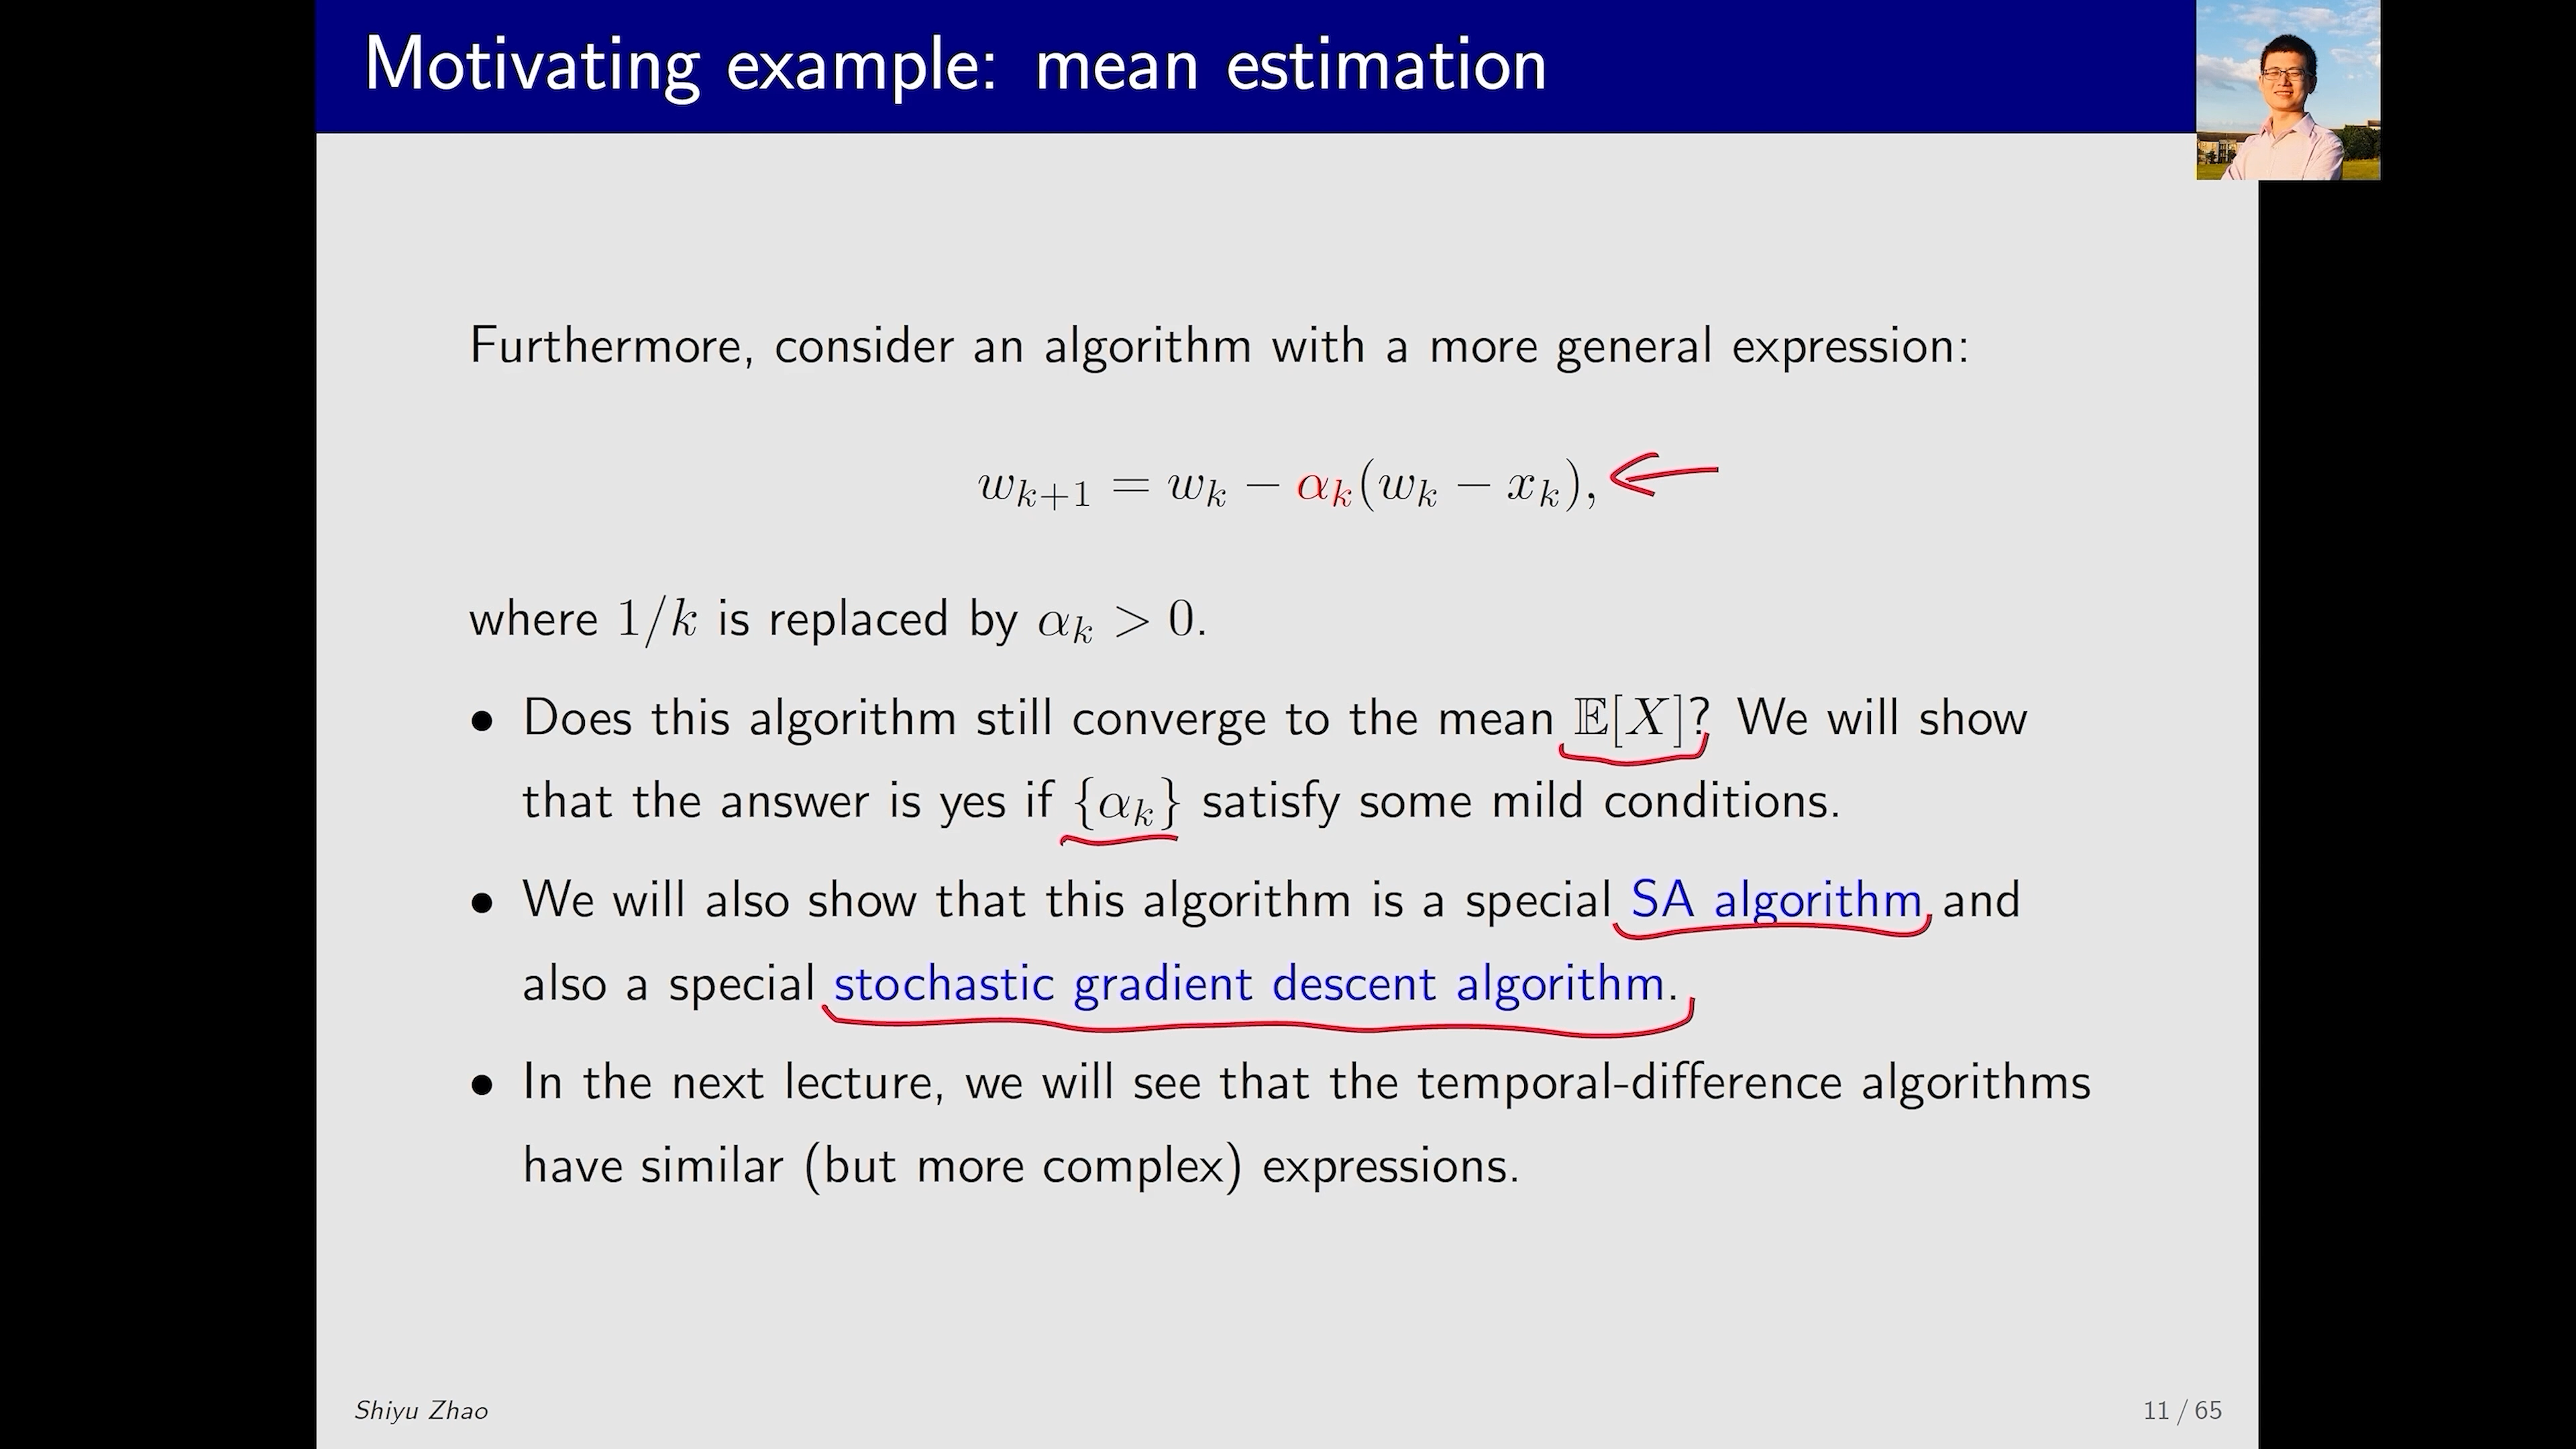 Motivating example: mean estimation
Furthermore, consider an algorithm with a more general expression:
w_{k+1} = w_k − α_k(w_k − x_k),
where 1/k is replaced by α_k > 0.
• Does this algorithm still converge to the mean 𝔼[X]? We will show
that the answer is yes if {α_k} satisfy some mild conditions.
• We will also show that this algorithm is a special SA algorithm and
also a special stochastic gradient descent algorithm.
• In the next lecture, we will see that the temporal-difference algorithms
have similar (but more complex) expressions.
Shiyu Zhao
11 / 65